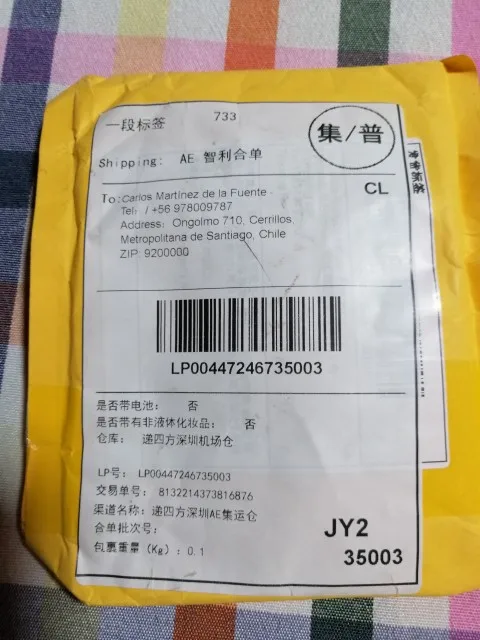 一段标签 733
集/普
Shipping: AE 智利合单
CL
To: Carlos Martínez de la Fuente
Tel: / +56 978009787
Address: Ongolmo 710, Cerrillos,
Metropolitana de Santiago, Chile
ZIP: 9200000
LP00447246735003
是否带电池: 否
是否带有非液体化妆品: 否
仓库: 递四方深圳机场仓
LP号: LP00447246735003
交易单号: 8132214373816876
渠道名称: 递四方深圳AE集运仓
合单批次号:
包裹重量(Kg): 0.1
JY2
35003